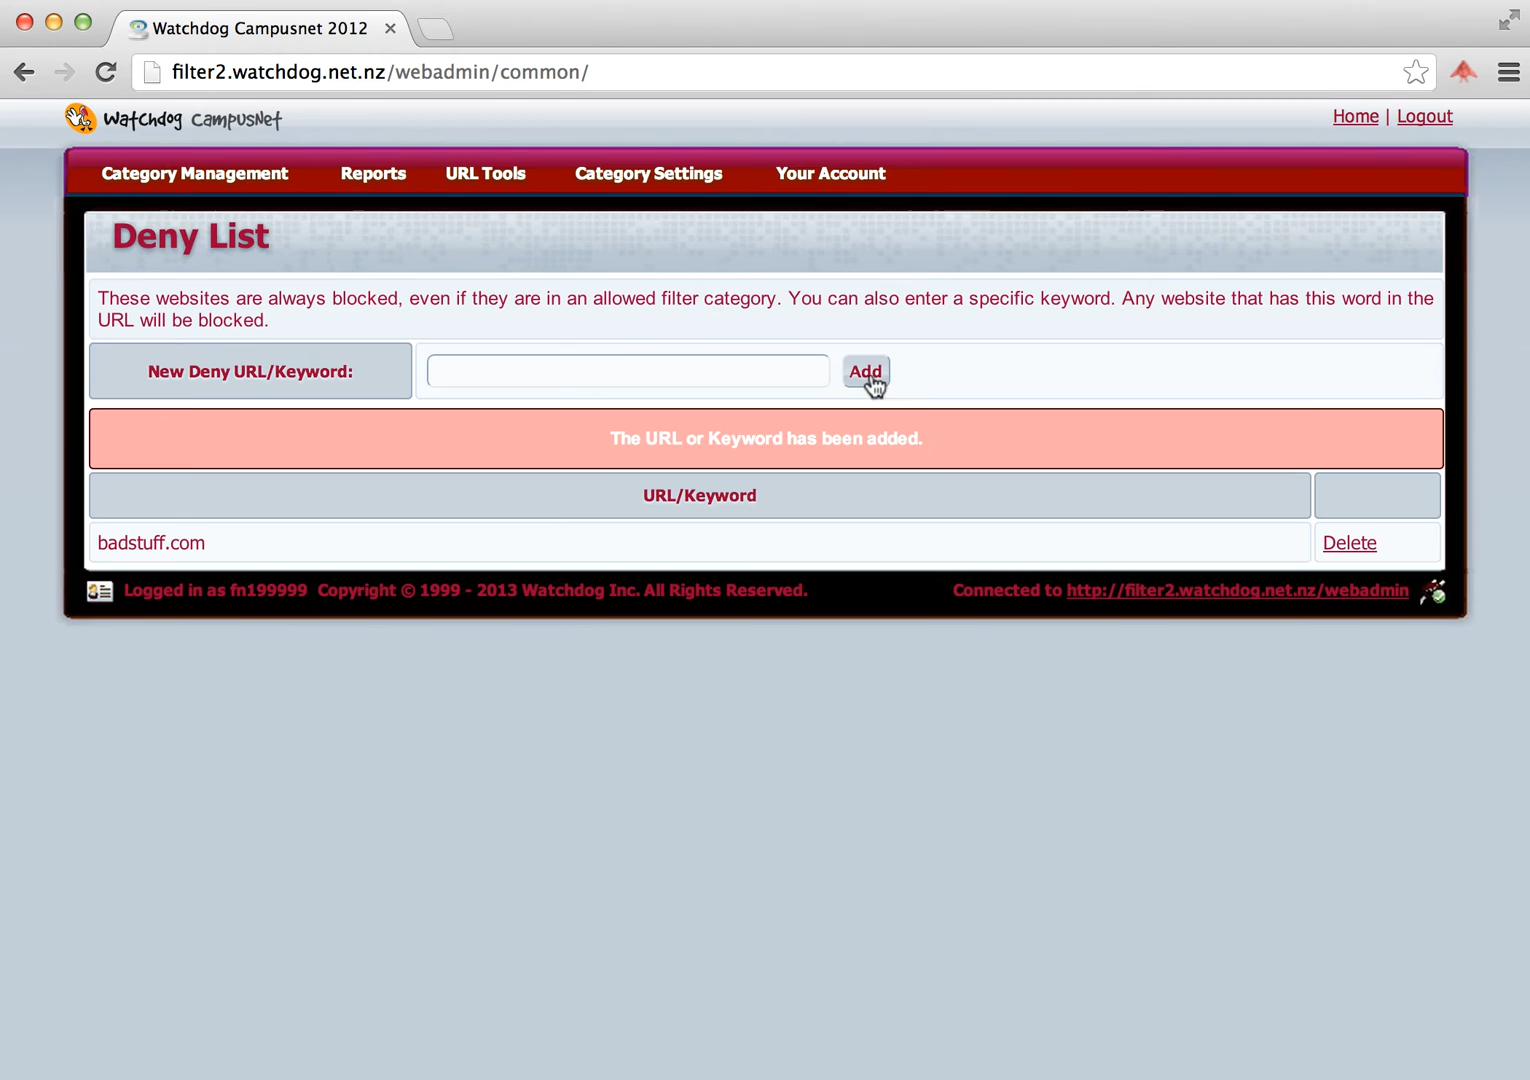 Watchdog Campusnet 2012
filter2.watchdog.net.nz/webadmin/common/
Watchdog CampusNet
Home | Logout
Category Management Reports URL Tools Category Settings Your Account
Deny List
These websites are always blocked, even if they are in an allowed filter category. You can also enter a specific keyword. Any website that has this word in the
URL will be blocked.
New Deny URL/Keyword: Add
The URL or Keyword has been added.
URL/Keyword
badstuff.com Delete
Logged in as fn199999 Copyright © 1999 - 2013 Watchdog Inc. All Rights Reserved. Connected to http://filter2.watchdog.net.nz/webadmin